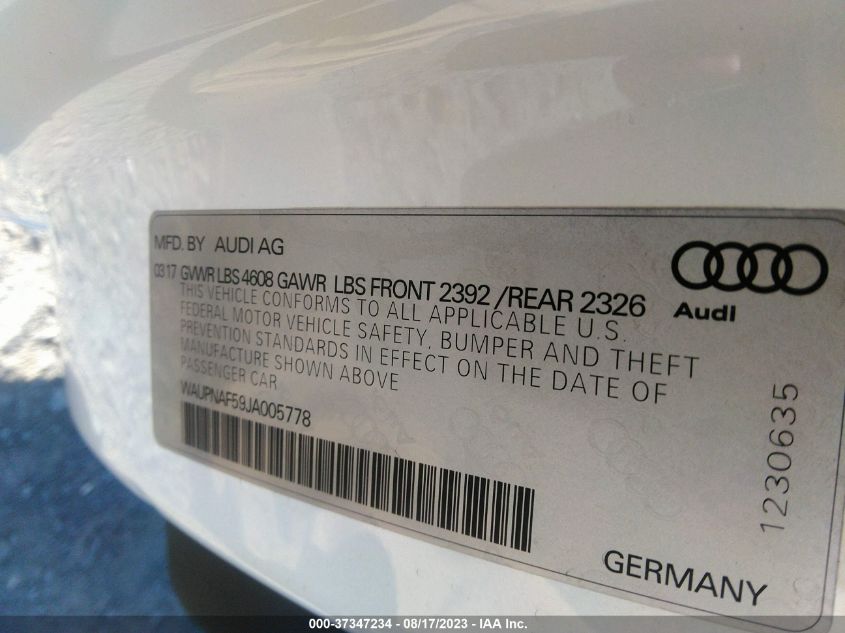 MFD. BY AUDI AG
03 17 GVWR LBS 4608 GAWR LBS FRONT 2392 /REAR 2326
THIS VEHICLE CONFORMS TO ALL APPLICABLE U.S.
FEDERAL MOTOR VEHICLE SAFETY, BUMPER AND THEFT
PREVENTION STANDARDS IN EFFECT ON THE DATE OF
MANUFACTURE SHOWN ABOVE
PASSENGER CAR
WAUPNAF59JA005778
Audi
1230635
GERMANY
000-37347234 - 08/17/2023 - IAA Inc.